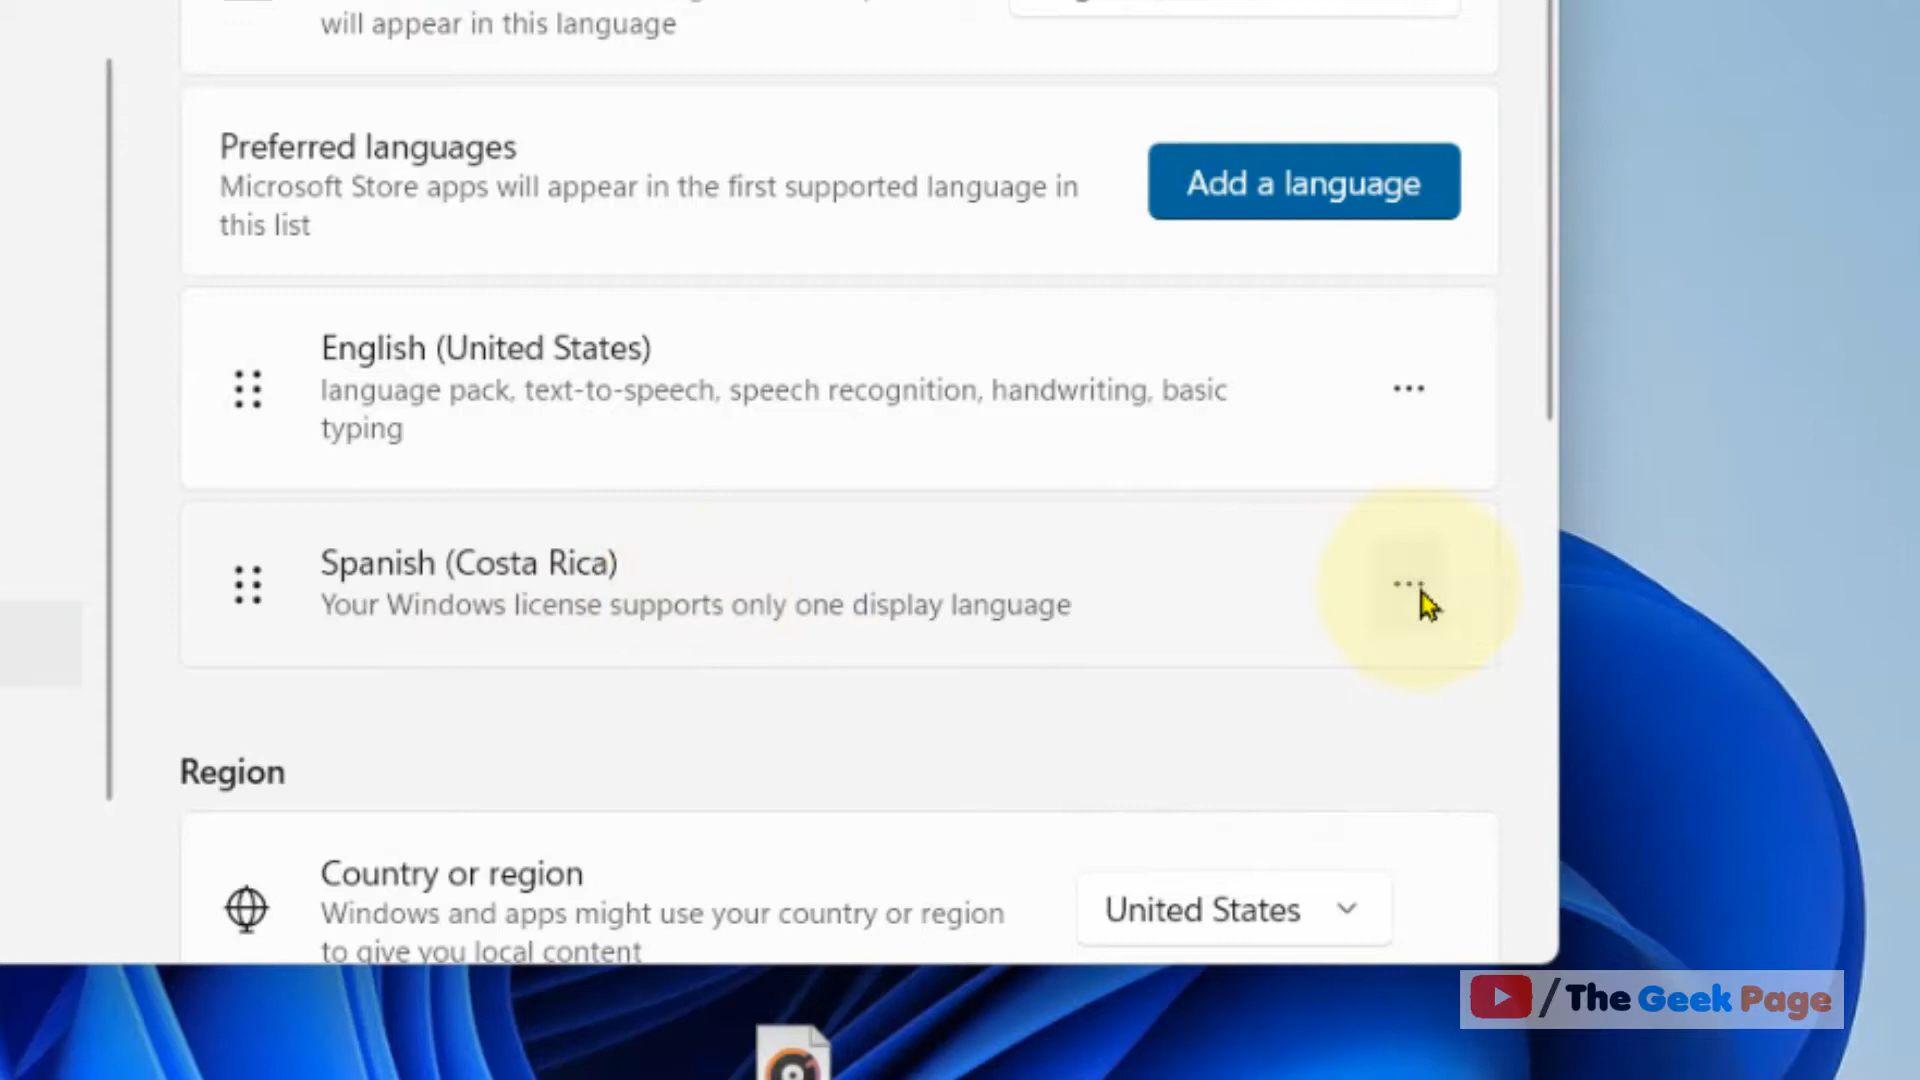 will appear in this language
Preferred languages
Microsoft Store apps will appear in the first supported language in
this list
Add a language
English (United States)
language pack, text-to-speech, speech recognition, handwriting, basic
typing
Spanish (Costa Rica)
Your Windows license supports only one display language
Region
Country or region
Windows and apps might use your country or region
to give you local content
United States
/The Geek Page